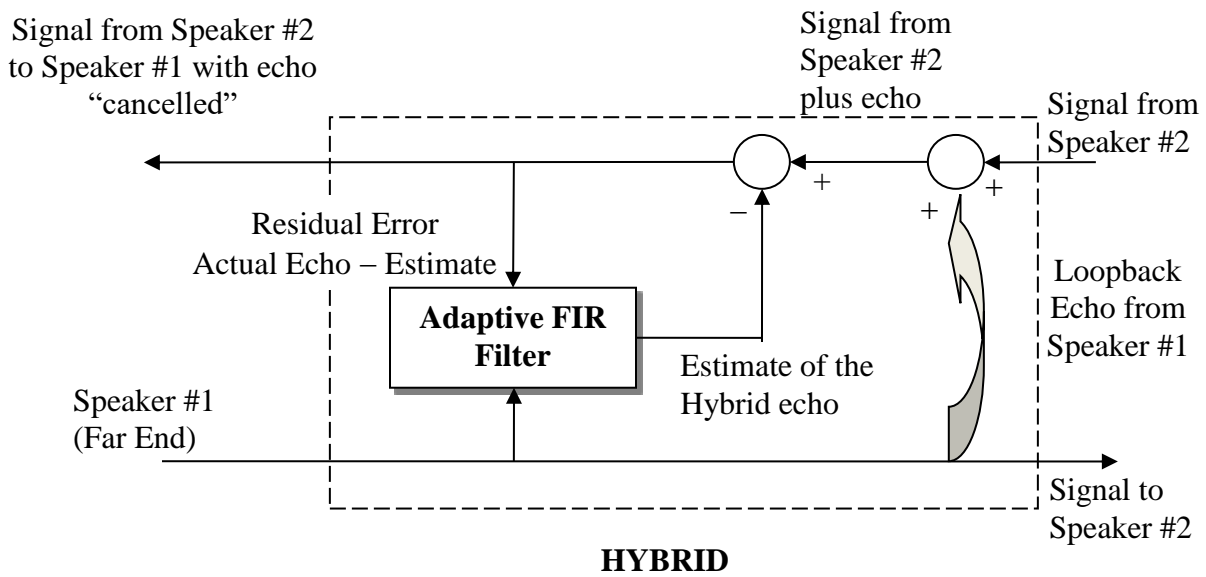 Signal from Speaker #2
to Speaker #1 with echo
“cancelled”
Signal from
Speaker #2
plus echo
Signal from
Speaker #2
+
+
+
–
Residual Error
Actual Echo – Estimate
Adaptive FIR
Filter
Loopback
Echo from
Speaker #1
Estimate of the
Hybrid echo
Speaker #1
(Far End)
Signal to
Speaker #2
HYBRID